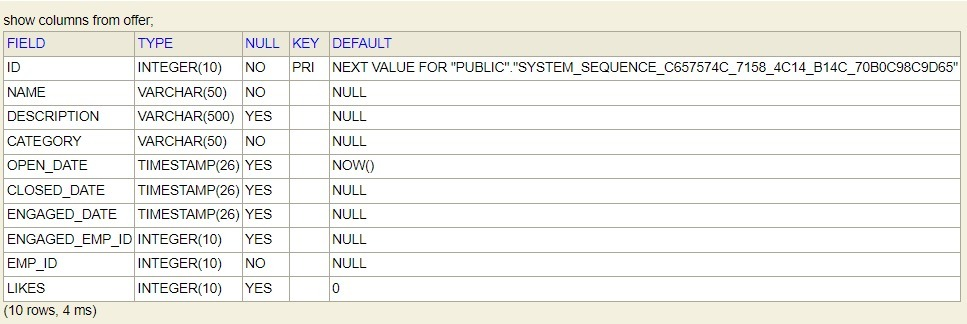 show columns from offer;
FIELD TYPE NULL KEY DEFAULT
ID INTEGER(10) NO PRI NEXT VALUE FOR "PUBLIC"."SYSTEM_SEQUENCE_C657574C_7158_4C14_B14C_70B0C98C9D65"
NAME VARCHAR(50) NO NULL
DESCRIPTION VARCHAR(500) YES NULL
CATEGORY VARCHAR(50) NO NULL
OPEN_DATE TIMESTAMP(26) YES NOW()
CLOSED_DATE TIMESTAMP(26) YES NULL
ENGAGED_DATE TIMESTAMP(26) YES NULL
ENGAGED_EMP_ID INTEGER(10) YES NULL
EMP_ID INTEGER(10) NO NULL
LIKES INTEGER(10) YES 0
(10 rows, 4 ms)